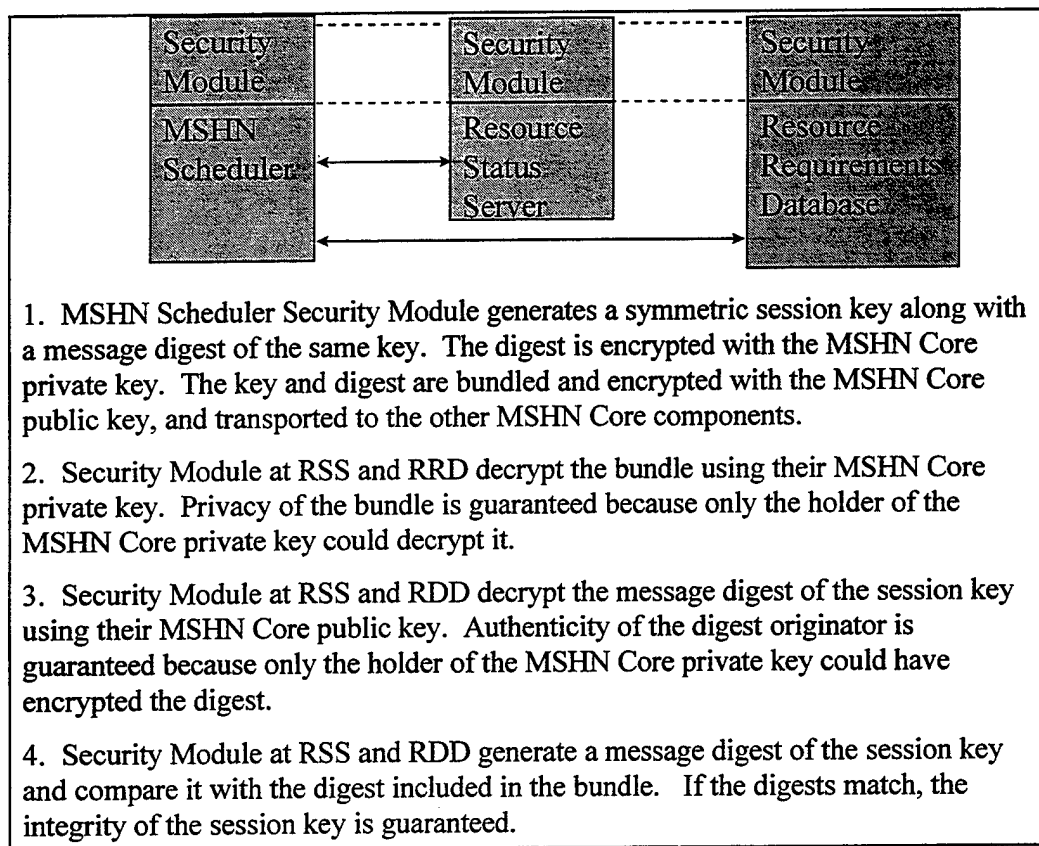 Security
Module
MSHN
Scheduler
Security
Module
Resource
Status
Server
Security
Module
Resource
Requirements
Database
1. MSHN Scheduler Security Module generates a symmetric session key along with
a message digest of the same key. The digest is encrypted with the MSHN Core
private key. The key and digest are bundled and encrypted with the MSHN Core
public key, and transported to the other MSHN Core components.
2. Security Module at RSS and RRD decrypt the bundle using their MSHN Core
private key. Privacy of the bundle is guaranteed because only the holder of the
MSHN Core private key could decrypt it.
3. Security Module at RSS and RDD decrypt the message digest of the session key
using their MSHN Core public key. Authenticity of the digest originator is
guaranteed because only the holder of the MSHN Core private key could have
encrypted the digest.
4. Security Module at RSS and RDD generate a message digest of the session key
and compare it with the digest included in the bundle. If the digests match, the
integrity of the session key is guaranteed.